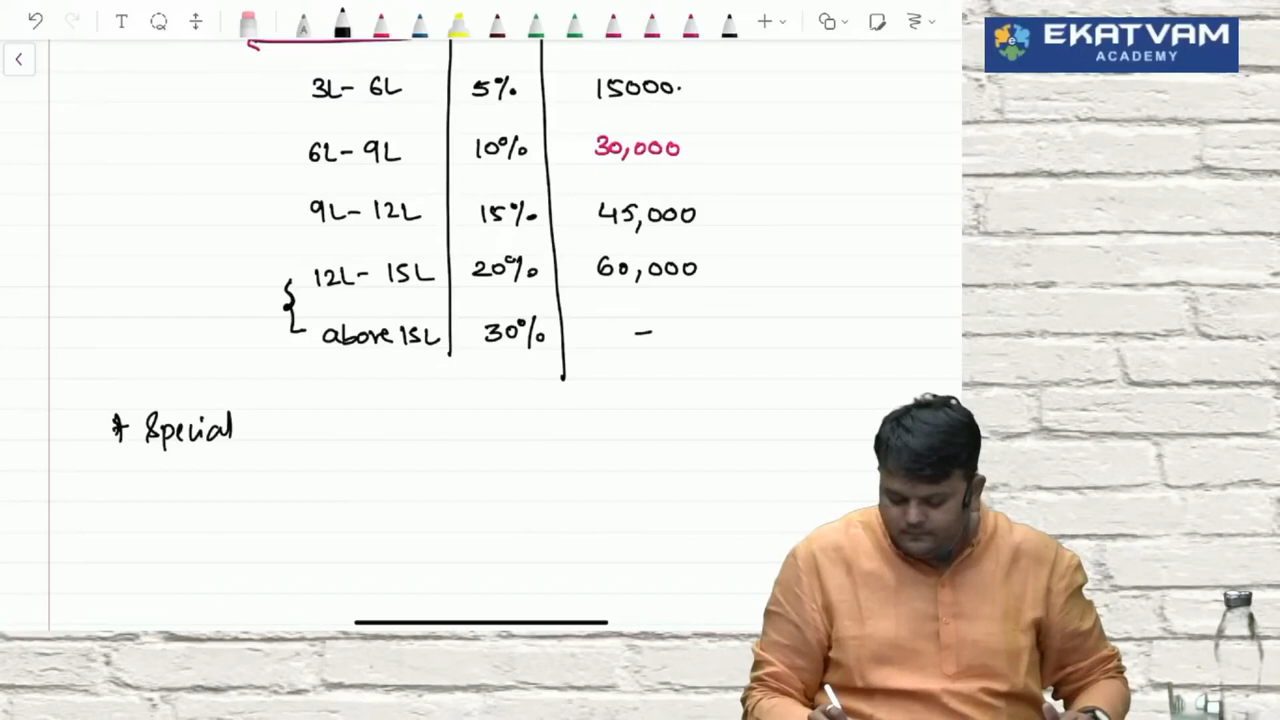 EKATVAM
ACADEMY
3L- 6L 5% 15000.
6L- 9L 10% 30,000
9L- 12L 15% 45,000
12L- 15L 20% 60,000
above 15L 30% -
* Special